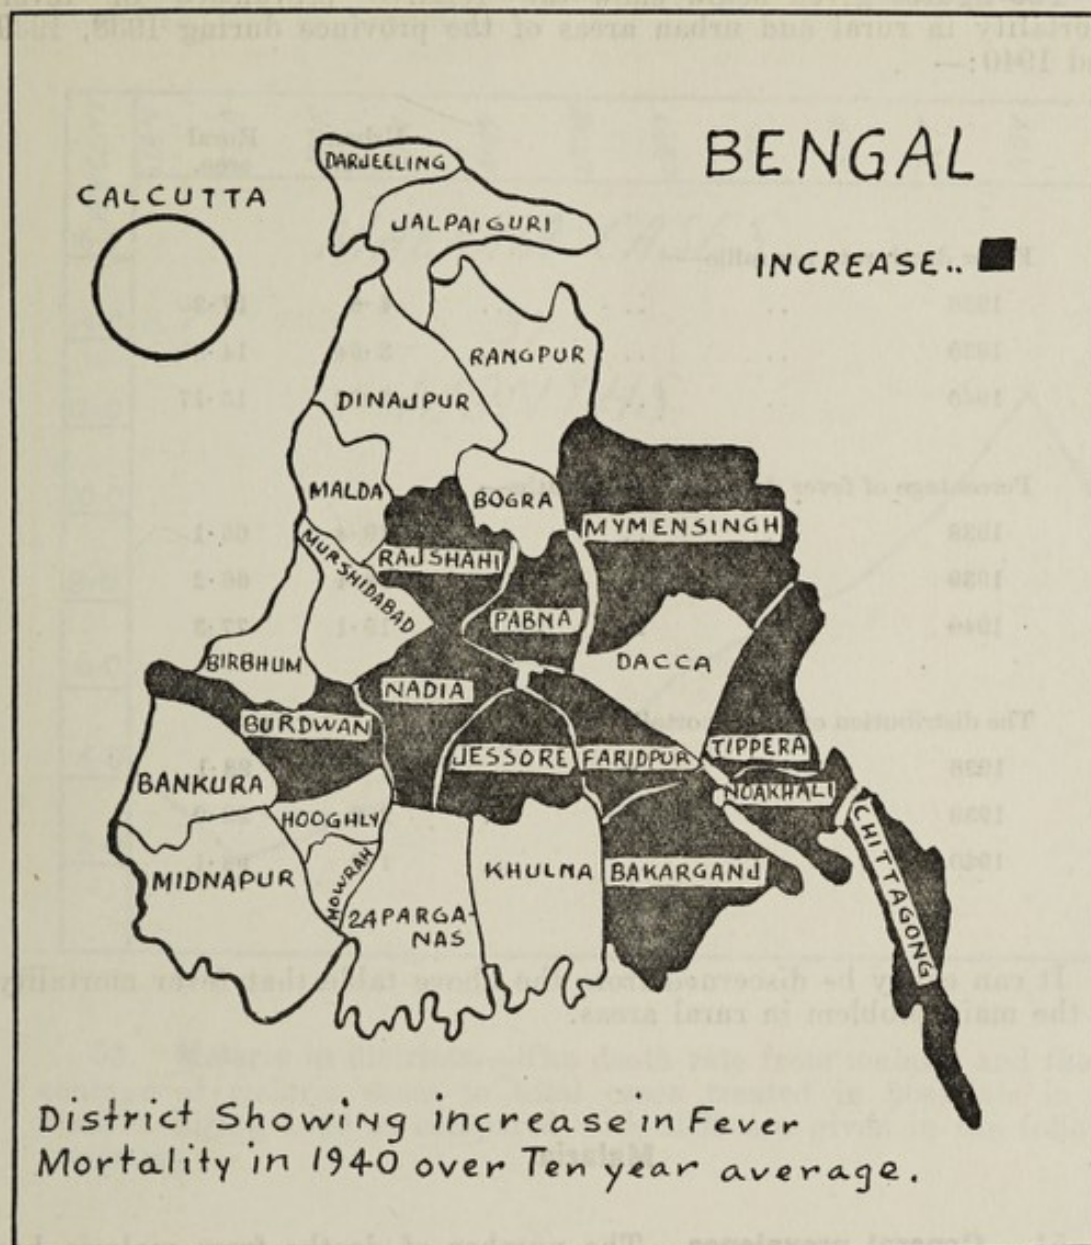 BENGAL
CALCUTTA
INCREASE..
DARJEELING
JALPAIGURI
RANGPUR
DINAJPUR
MALDA
BOGRA
MYMENSINGH
RAJSHAHI
MURSHIDABAD
PABNA
DACCA
BIRBHUM
NADIA
BURDWAN
JESSORE
FARIDPUR
TIPPERA
BANKURA
NOAKHALI
HOOGHLY
CHITTAGONG
MIDNAPUR
HOWRAH
KHULNA
BAKARGANJ
24 PARGA-
NAS
District Showing increase in Fever
Mortality in 1940 over Ten year average.